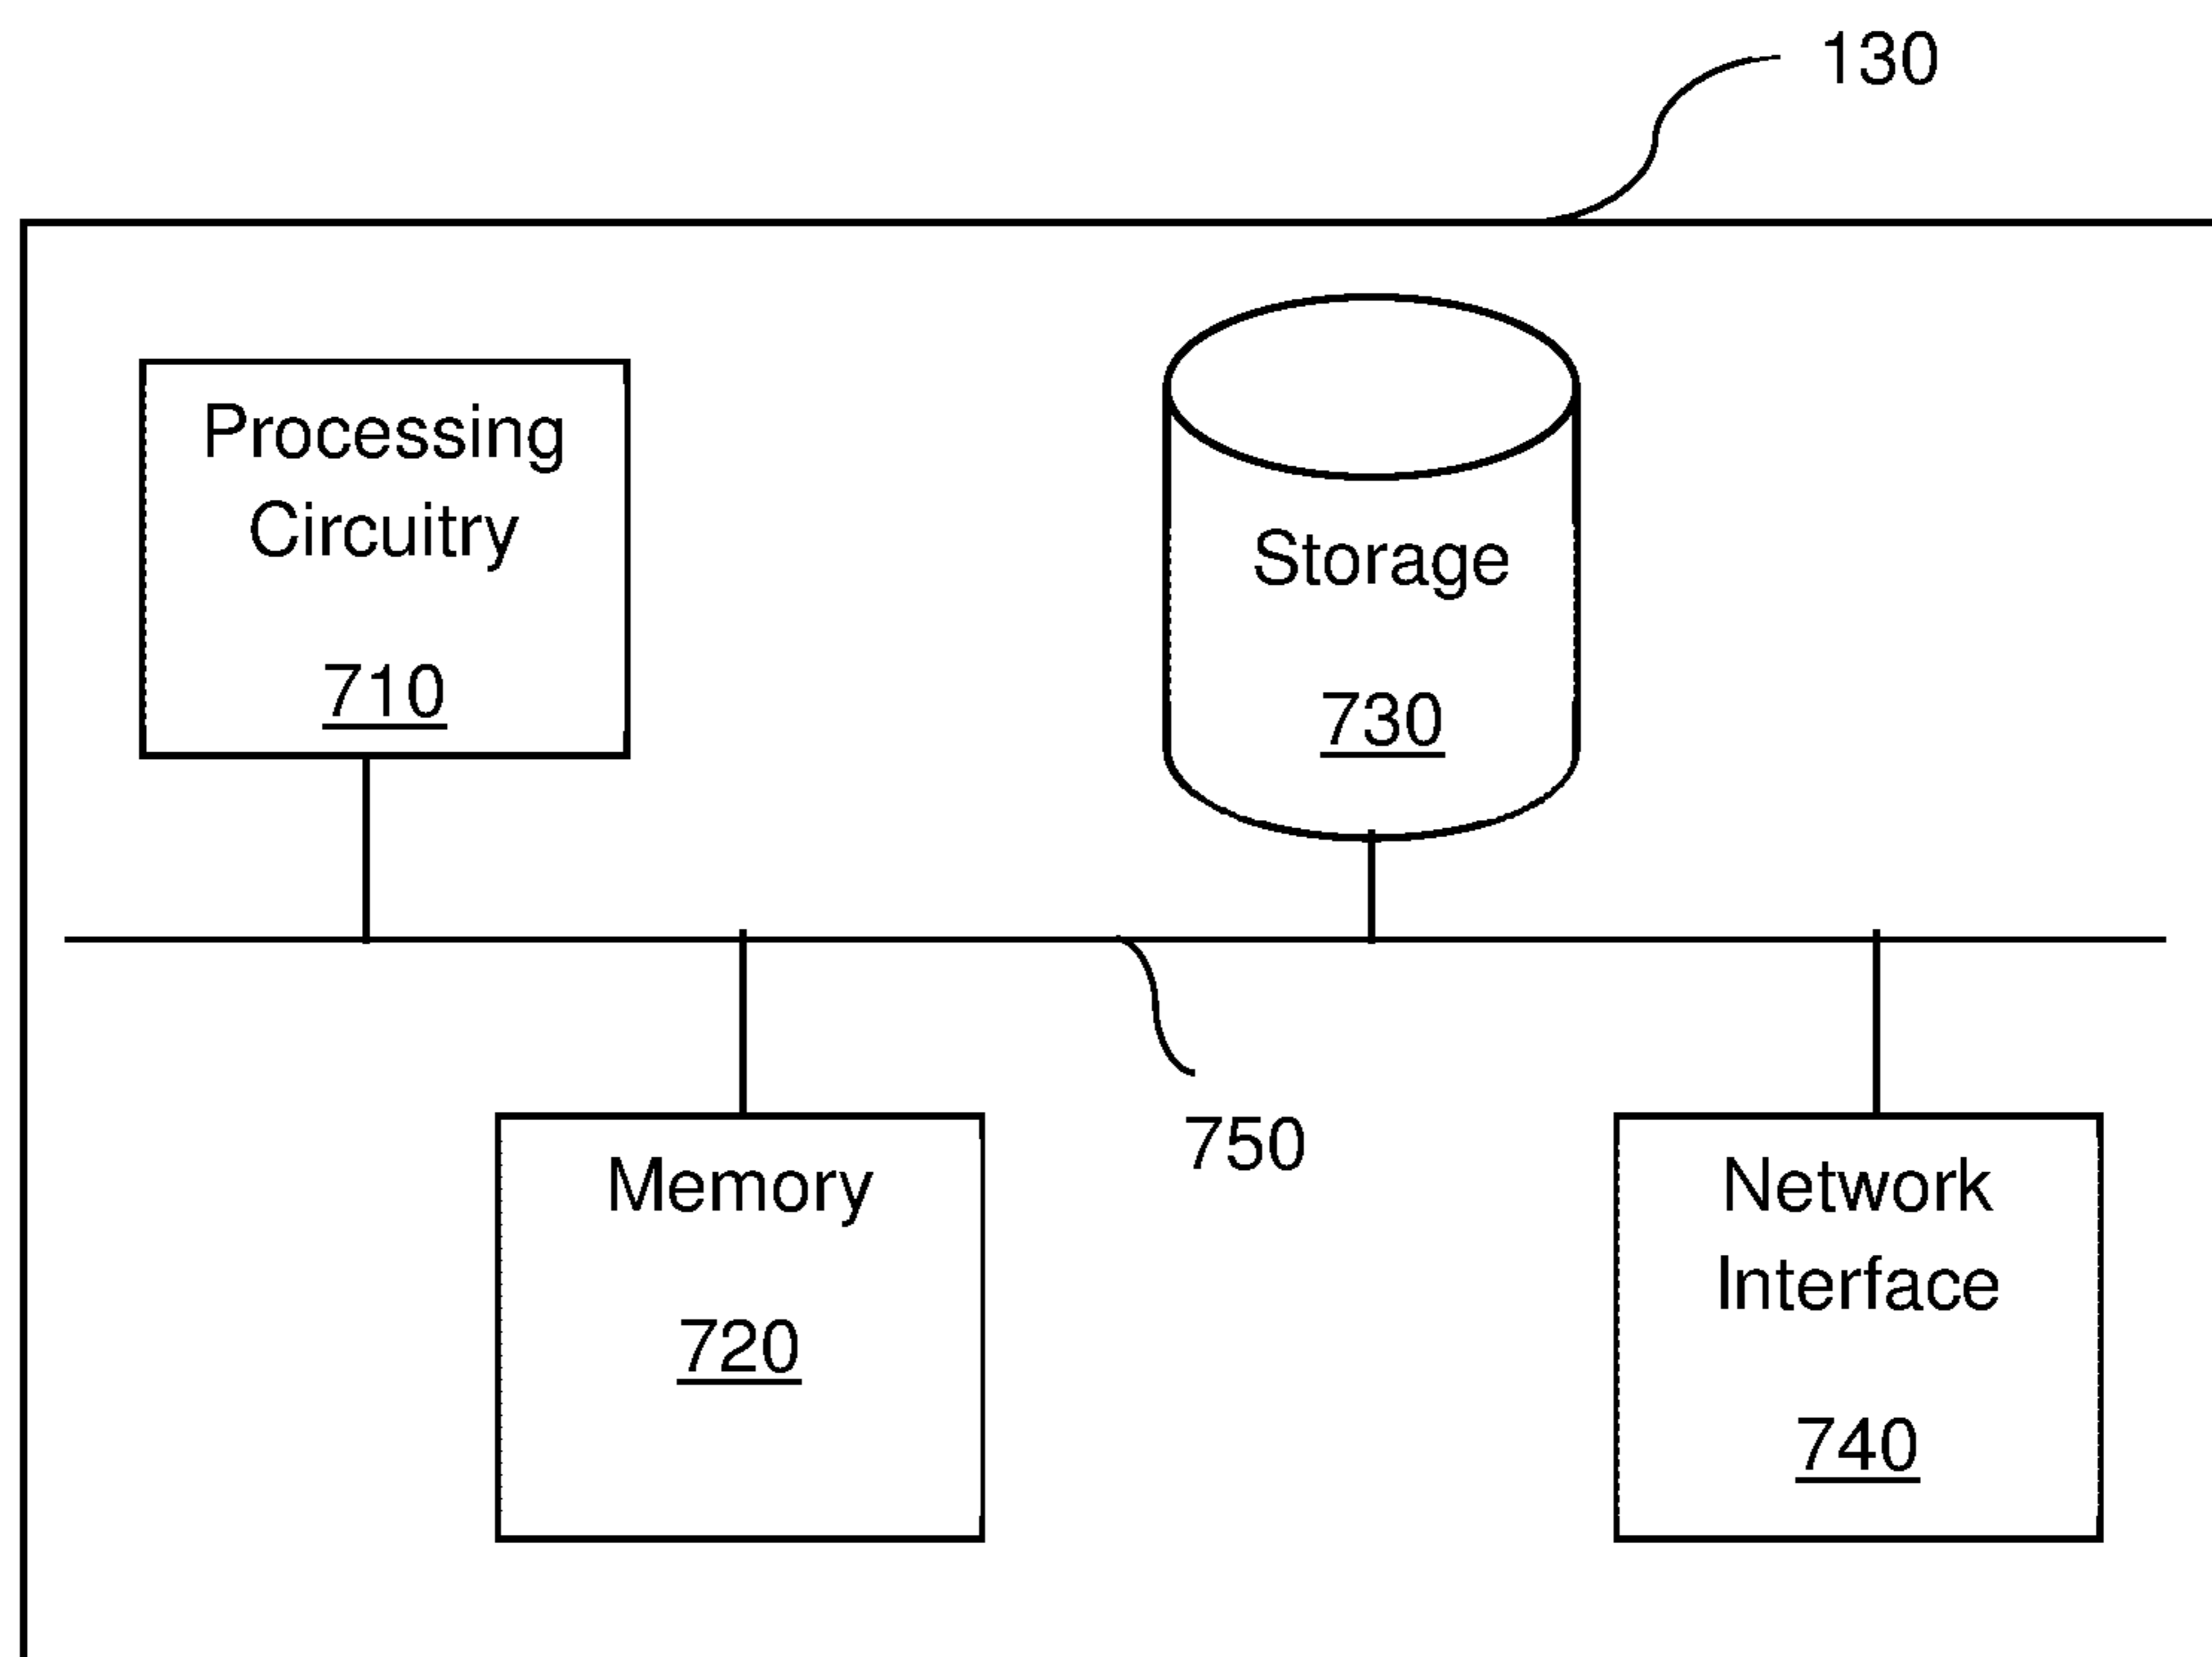 130
Processing
Circuitry
710
Storage
730
750
Memory
720
Network
Interface
740